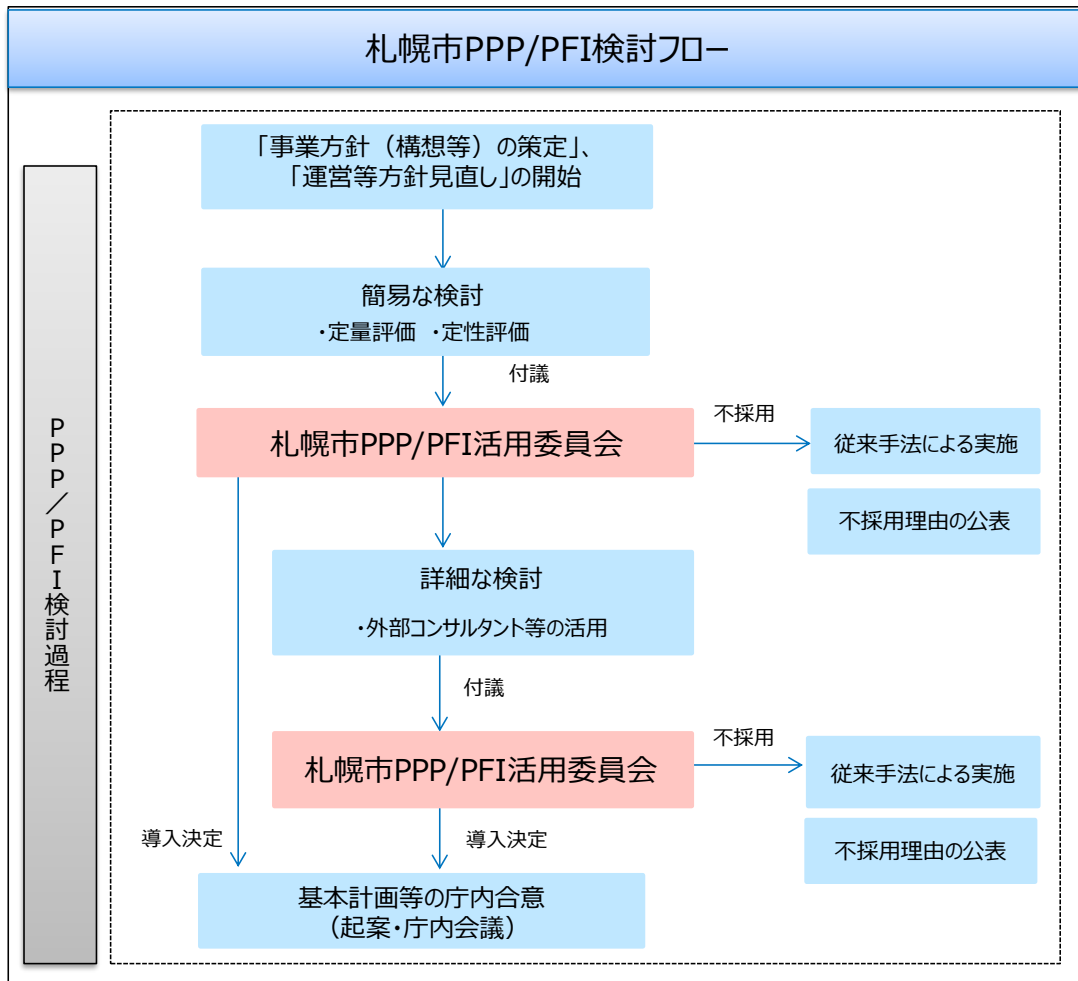 札幌市PPP/PFI検討フロー
「事業方針（構想等）の策定」、
「運営等方針見直し」の開始
簡易な検討
・定量評価 ・定性評価
付議
札幌市PPP/PFI活用委員会
不採用
従来手法による実施
不採用理由の公表
詳細な検討
・外部コンサルタント等の活用
付議
札幌市PPP/PFI活用委員会
不採用
従来手法による実施
不採用理由の公表
導入決定
導入決定
基本計画等の庁内合意
（起案・庁内会議）
PPP／PFI検討過程